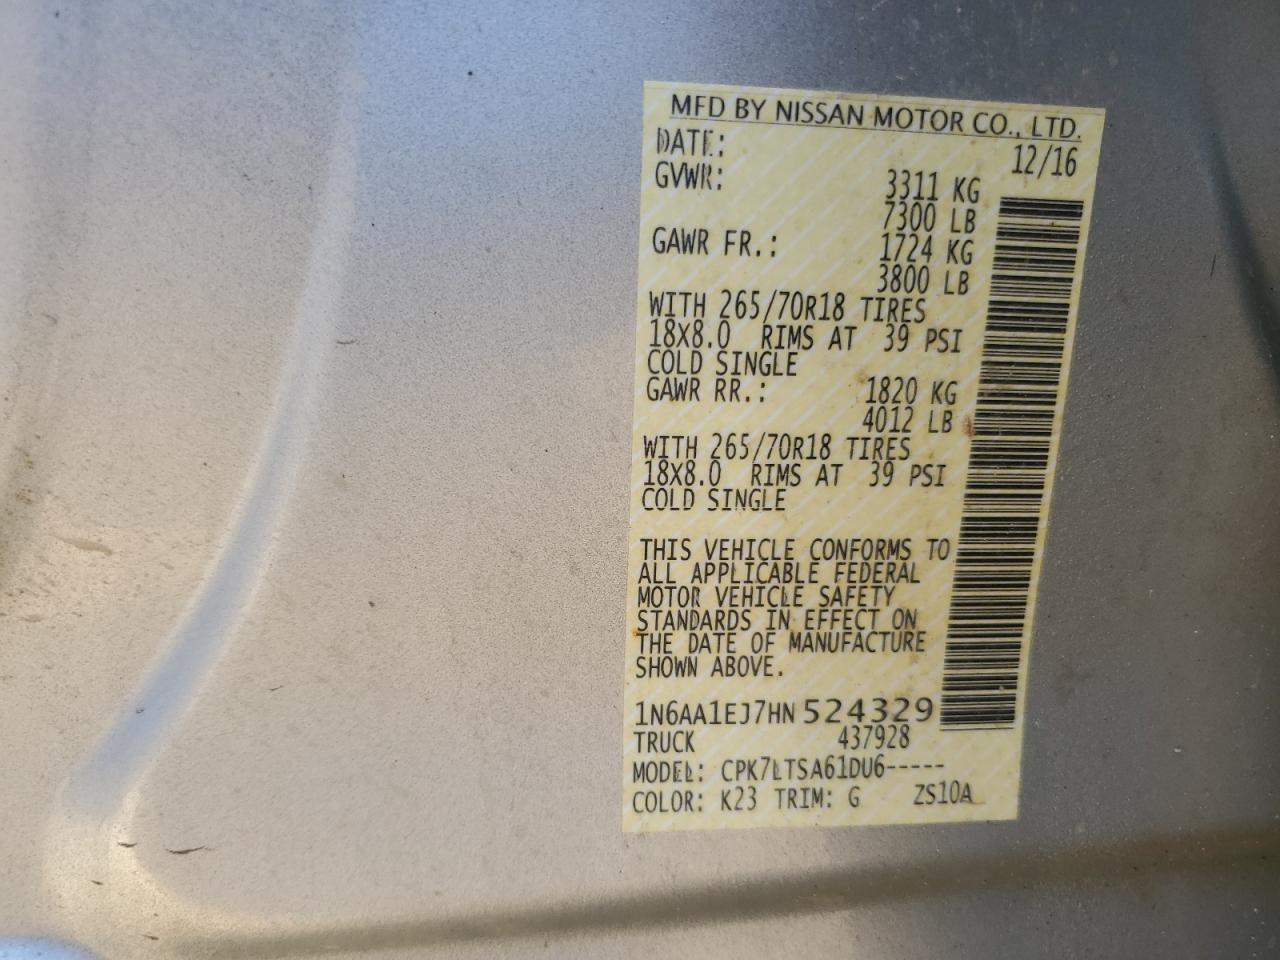 MFD BY NISSAN MOTOR CO., LTD.
DATE: 12/16
GVWR: 3311 KG
7300 LB
GAWR FR.: 1724 KG
3800 LB
WITH 265/70R18 TIRES
18X8.0 RIMS AT 39 PSI
COLD SINGLE
GAWR RR.: 1820 KG
4012 LB
WITH 265/70R18 TIRES
18X8.0 RIMS AT 39 PSI
COLD SINGLE
THIS VEHICLE CONFORMS TO
ALL APPLICABLE FEDERAL
MOTOR VEHICLE SAFETY
STANDARDS IN EFFECT ON
THE DATE OF MANUFACTURE
SHOWN ABOVE.
1N6AA1EJ7HN524329
TRUCK 437928
MODEL: CPK7LTSA61DU6-----
COLOR: K23 TRIM: G ZS10A